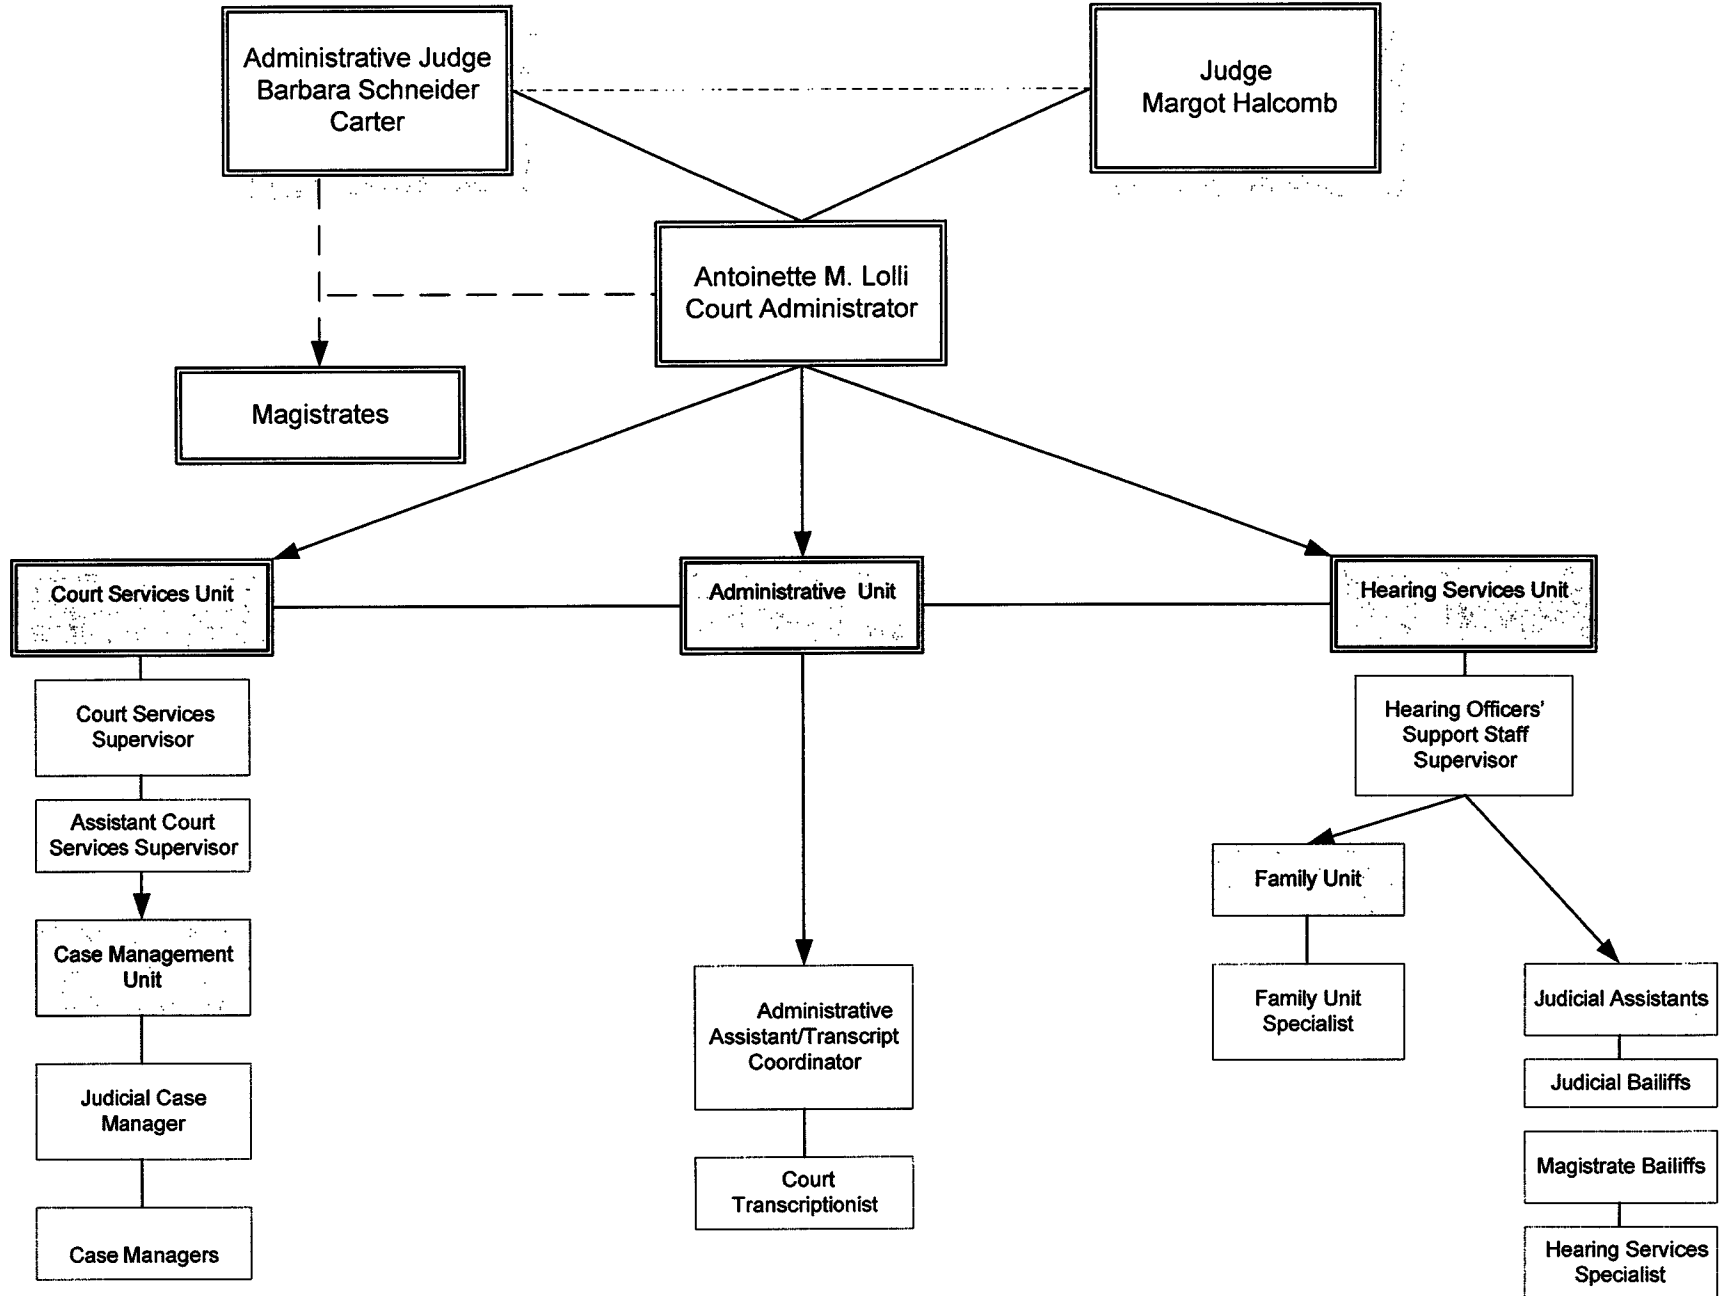 Administrative Judge
Barbara Schneider
Carter
Judge
Margot Halcomb
Antoinette M. Lolli
Court Administrator
Magistrates
Court Services Unit
Administrative Unit
Hearing Services Unit
Court Services
Supervisor
Assistant Court
Services Supervisor
Case Management
Unit
Judicial Case
Manager
Case Managers
Administrative
Assistant/Transcript
Coordinator
Court
Transcriptionist
Hearing Officers'
Support Staff
Supervisor
Family Unit
Family Unit
Specialist
Judicial Assistants
Judicial Bailiffs
Magistrate Bailiffs
Hearing Services
Specialist